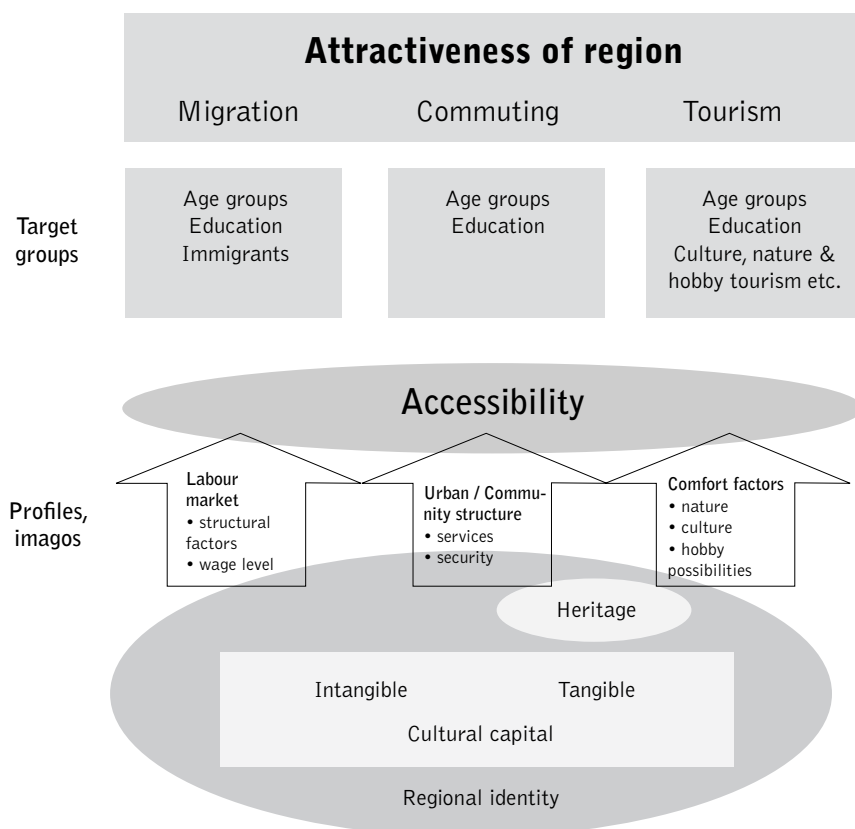 Attractiveness of region
Migration
Commuting
Tourism
Target
groups
Age groups
Education
Immigrants
Age groups
Education
Age groups
Education
Culture, nature &
hobby tourism etc.
Accessibility
Profiles,
imagos
Labour
market
• structural
factors
• wage level
Urban / Commu-
nity structure
• services
• security
Comfort factors
• nature
• culture
• hobby
possibilities
Heritage
Intangible
Tangible
Cultural capital
Regional identity